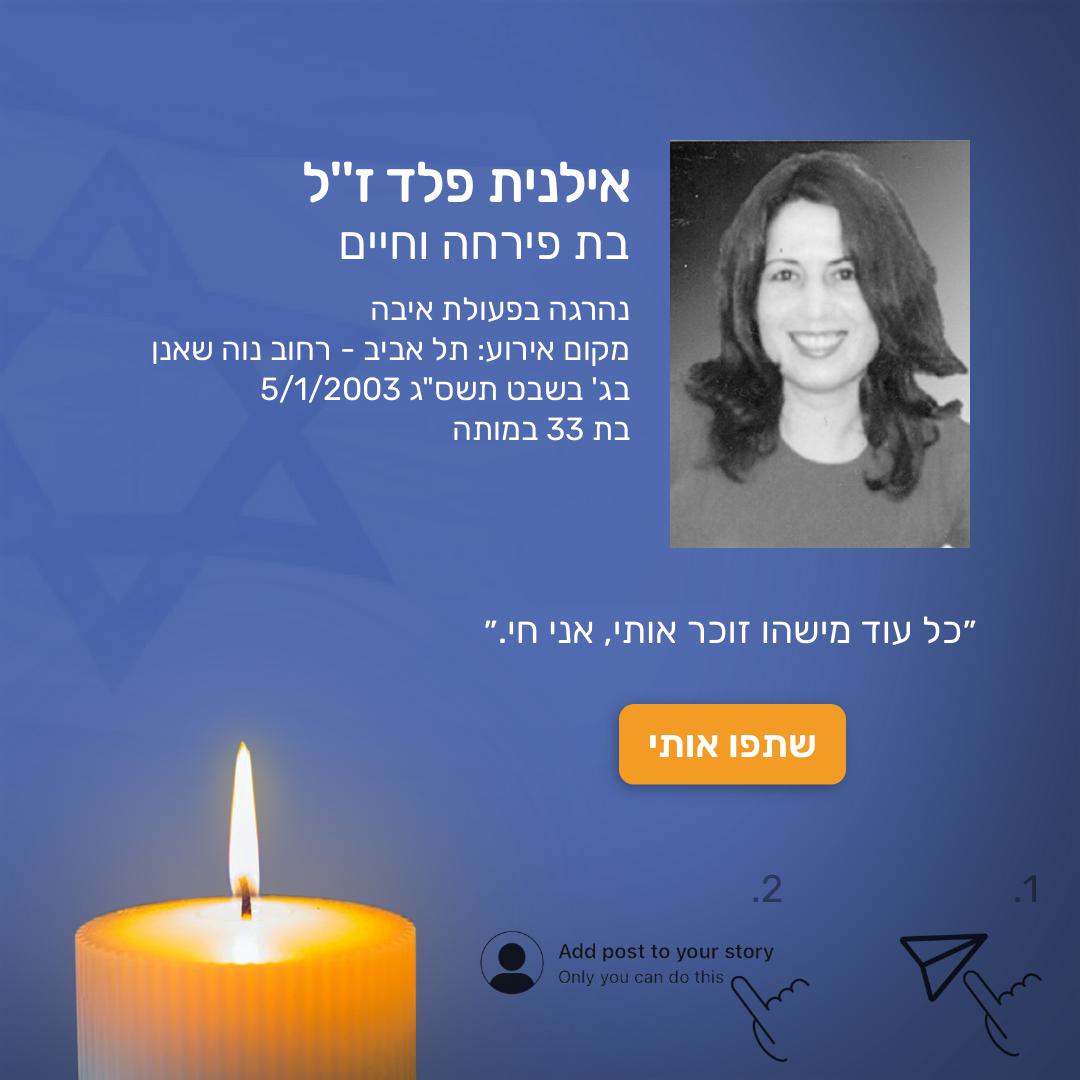 אילנית פלד ז"ל
בת פירחה וחיים
נהרגה בפעולת איבה
מקום אירוע: תל אביב - רחוב נוה שאנן
בג' בשבט תשס"ג 5/1/2003
בת 33 במותה
״כל עוד מישהו זוכר אותי, אני חי.״
שתפו אותי
1.
2.
Add post to your story
Only you can do this